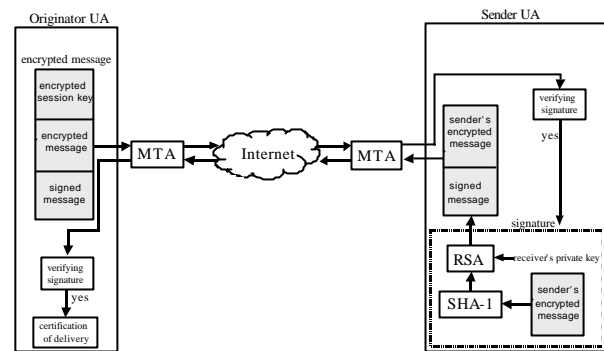 Originator UA
encrypted message
encrypted
session key
encrypted
message
signed
message
verifying
signature
yes
certification
of delivery
MTA
Internet
MTA
Sender UA
sender's
encrypted
message
signed
message
verifying
signature
yes
signature
RSA
receiver's private key
SHA-1
sender's
encrypted
message